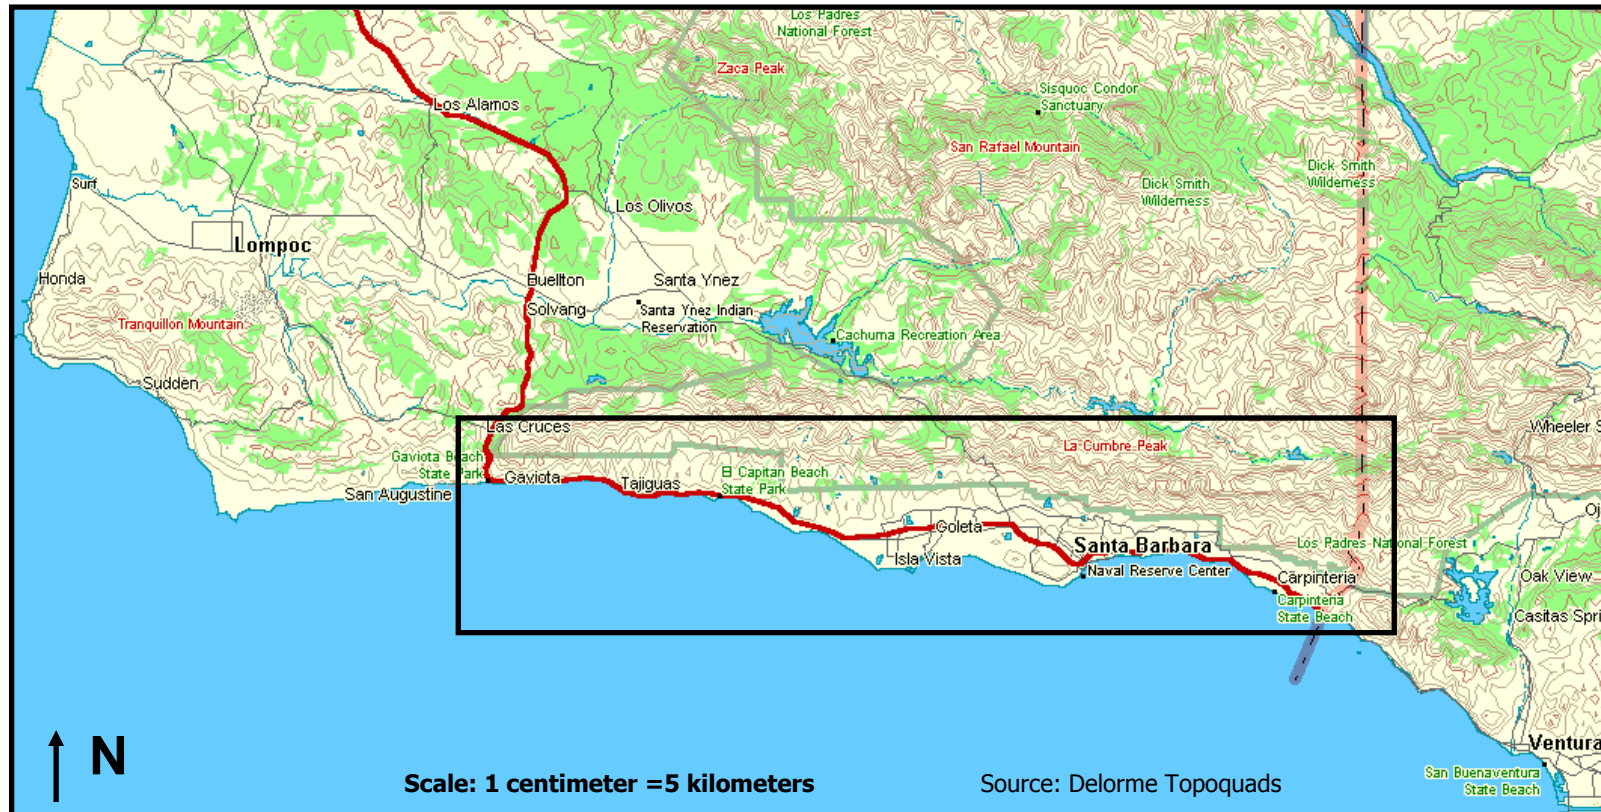 Los Padres
National Forest
Zaca Peak
Sisquoc Condor
Sanctuary
Los Alamos
San Rafael Mountain
Dick Smith
Wilderness
Dick Smith
Wilderness
Surf
Los Olivos
Lompoc
Honda
Buellton
Santa Ynez
Solvang
Santa Ynez Indian
Reservation
Tranquillon Mountain
Cachuma Recreation Area
Sudden
Las Cruces
La Cumbre Peak
Wheeler S
Gaviota Beach
State Park
Gaviota
Tajiguas
El Capitan Beach
State Park
San Augustine
Oj
Goleta
Santa Barbara
Los Padres National Forest
Isla Vista
Naval Reserve Center
Carpinteria
Oak View
Carpinteria
State Beach
Casitas Spri
Ventura
N
Scale: 1 centimeter =5 kilometers
Source: Delorme Topoquads
San Buenaventura
State Beach